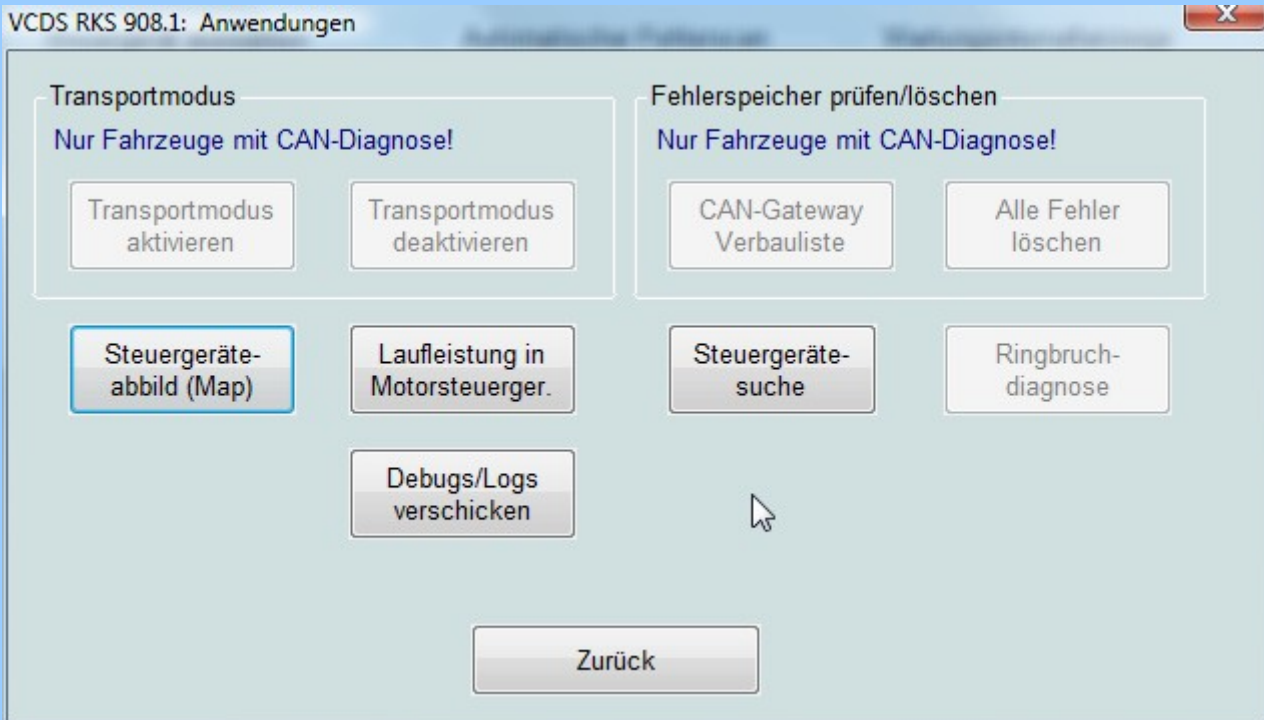 VCDS RKS 908.1: Anwendungen
Transportmodus
Nur Fahrzeuge mit CAN-Diagnose!
Transportmodus
aktivieren
Transportmodus
deaktivieren
Fehlerspeicher prüfen/löschen
Nur Fahrzeuge mit CAN-Diagnose!
CAN-Gateway
Verbauliste
Alle Fehler
löschen
Steuergeräte-
abbild (Map)
Laufleistung in
Motorsteuerger.
Steuergeräte-
suche
Ringbruch-
diagnose
Debugs/Logs
verschicken
Zurück